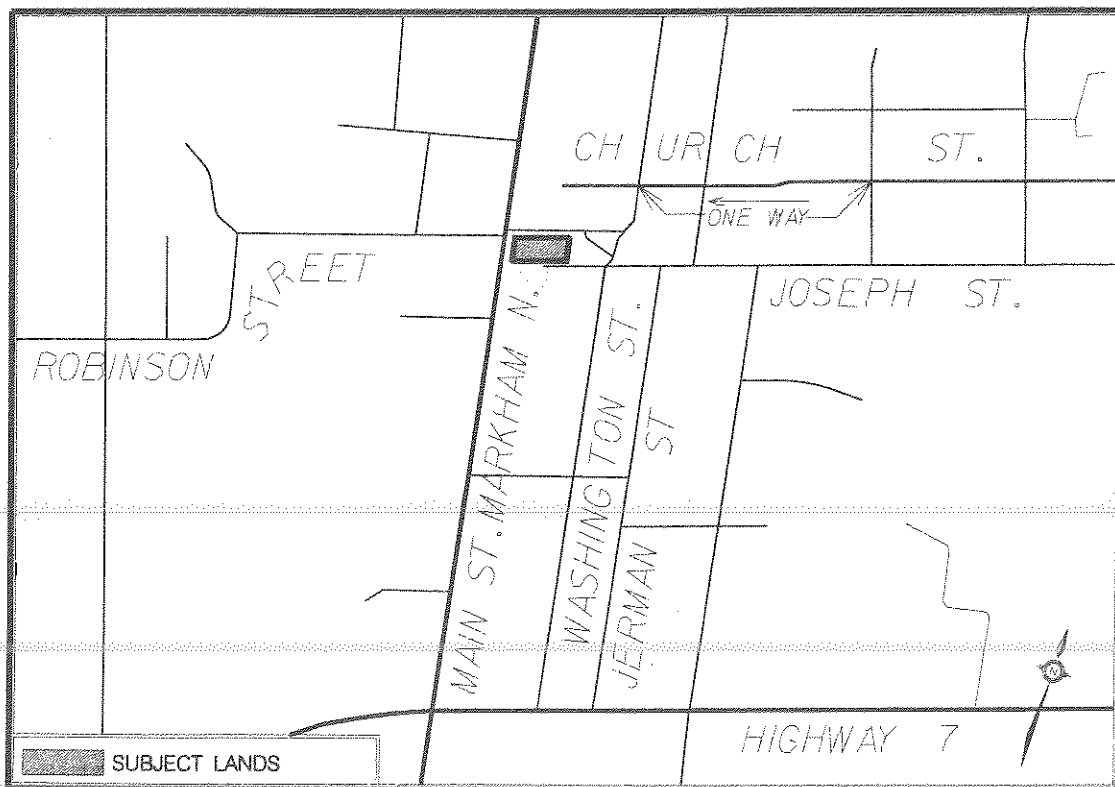 CHURCH ST.
ONE WAY
STREET
JOSEPH ST.
ROBINSON
MAIN ST. MARKHAM N.
WASHINGTON ST.
JERMAN ST
N
HIGHWAY 7
SUBJECT LANDS